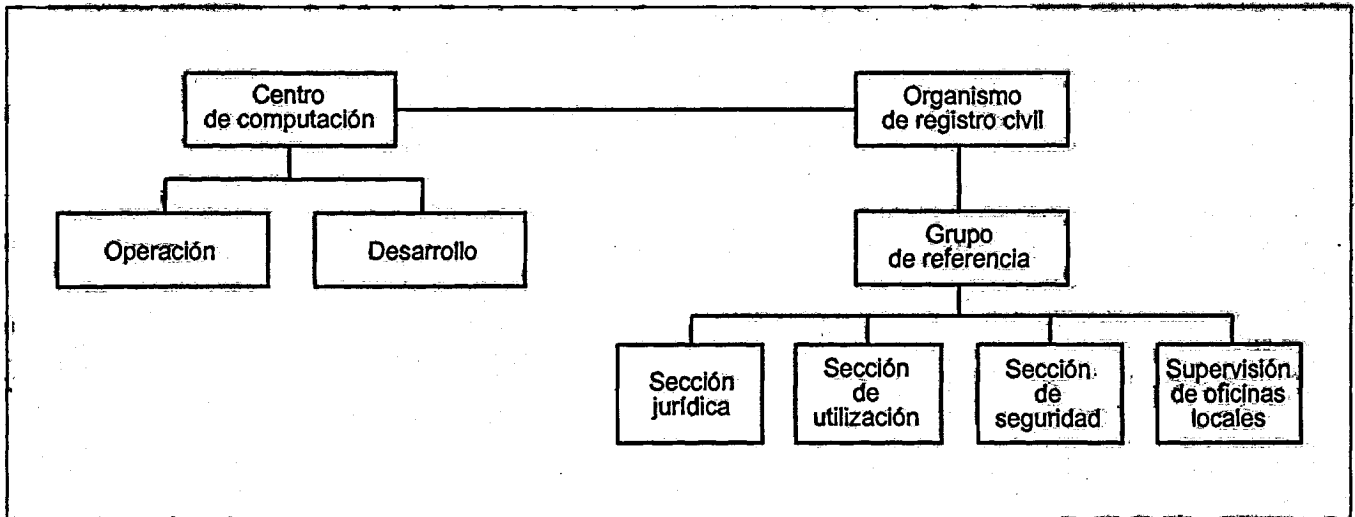 Centro
de computación
Organismo
de registro civil
Operación
Desarrollo
Grupo
de referencia
Sección
jurídica
Sección
de
utilización
Sección
de
seguridad
Supervisión
de oficinas
locales